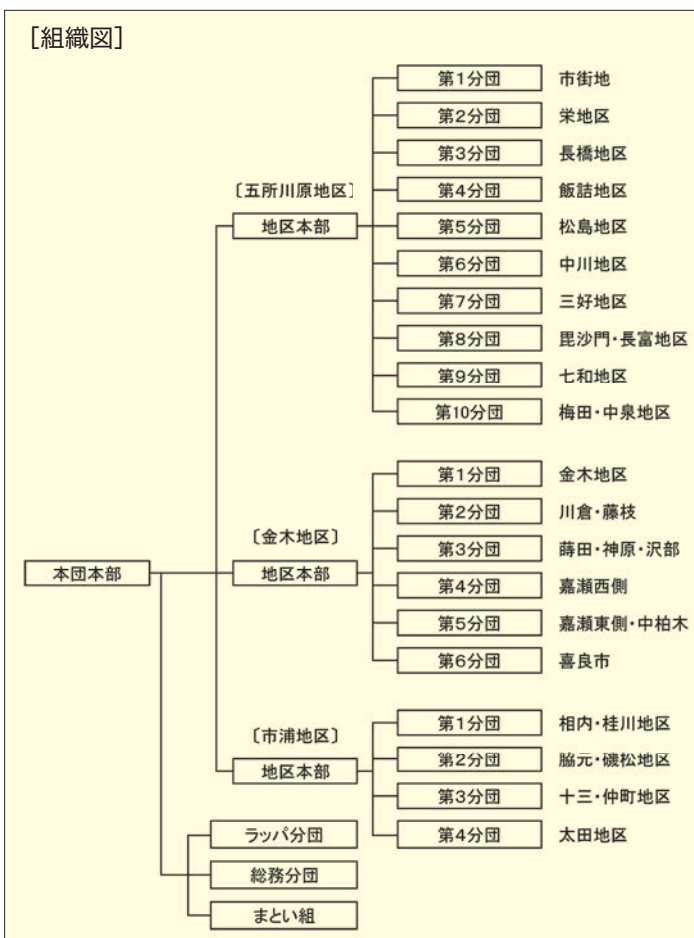 [組織図]
第1分団 市街地
第2分団 栄地区
第3分団 長橋地区
〔五所川原地区〕
第4分団 飯詰地区
地区本部
第5分団 松島地区
第6分団 中川地区
第7分団 三好地区
第8分団 毘沙門・長富地区
第9分団 七和地区
第10分団 梅田・中泉地区
第1分団 金木地区
第2分団 川倉・藤枝
〔金木地区〕
第3分団 蒔田・神原・沢部
本団本部
地区本部
第4分団 嘉瀬西側
第5分団 嘉瀬東側・中柏木
第6分団 喜良市
第1分団 相内・桂川地区
〔市浦地区〕
第2分団 脇元・磯松地区
地区本部
第3分団 十三・仲町地区
第4分団 太田地区
ラッパ分団
総務分団
まとい組